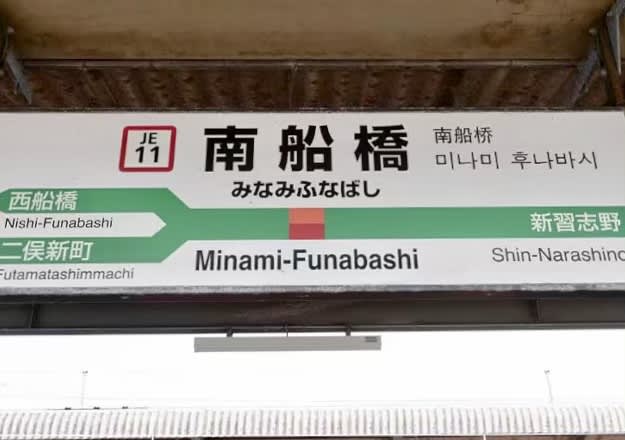 JE
11
南船橋
南船桥
미나미 후나바시
みなみふなばし
西船橋
Nishi-Funabashi
新習志野
二俣新町
Minami-Funabashi
Shin-Narashino
Futamatashimmachi